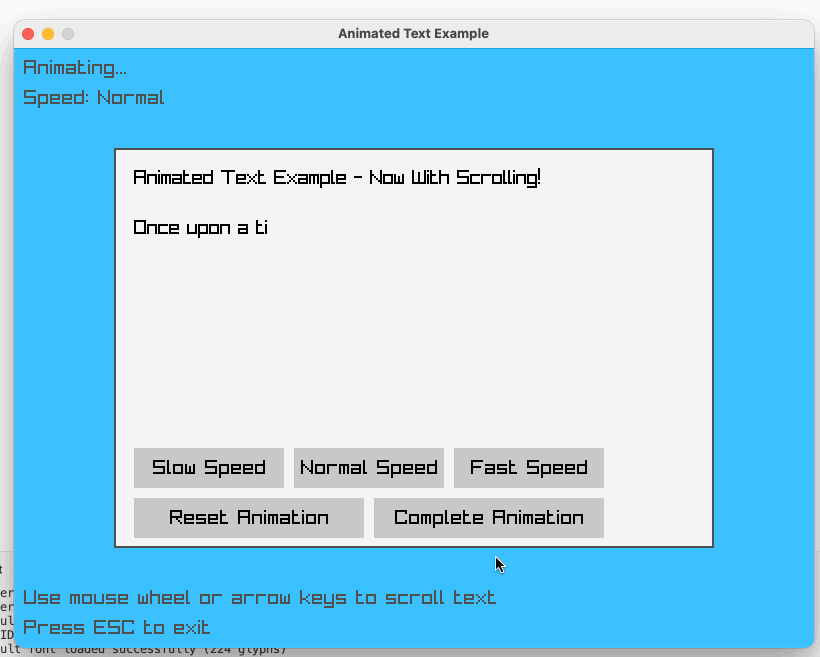 Animated Text Example
Animating...
Speed: Normal
Animated Text Example - Now With Scrolling!
Once upon a ti
Slow Speed Normal Speed Fast Speed
Reset Animation Complete Animation
Use mouse wheel or arrow keys to scroll text
Press ESC to exit
ult font loaded successfully (224 glyphs)